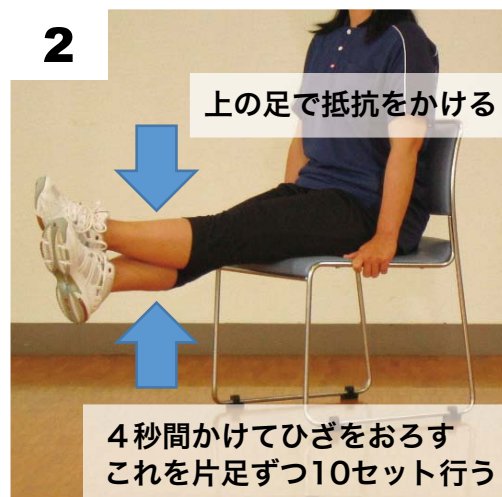 2
上の足で抵抗をかける
４秒間かけてひざをおろす
これを片足ずつ10セット行う